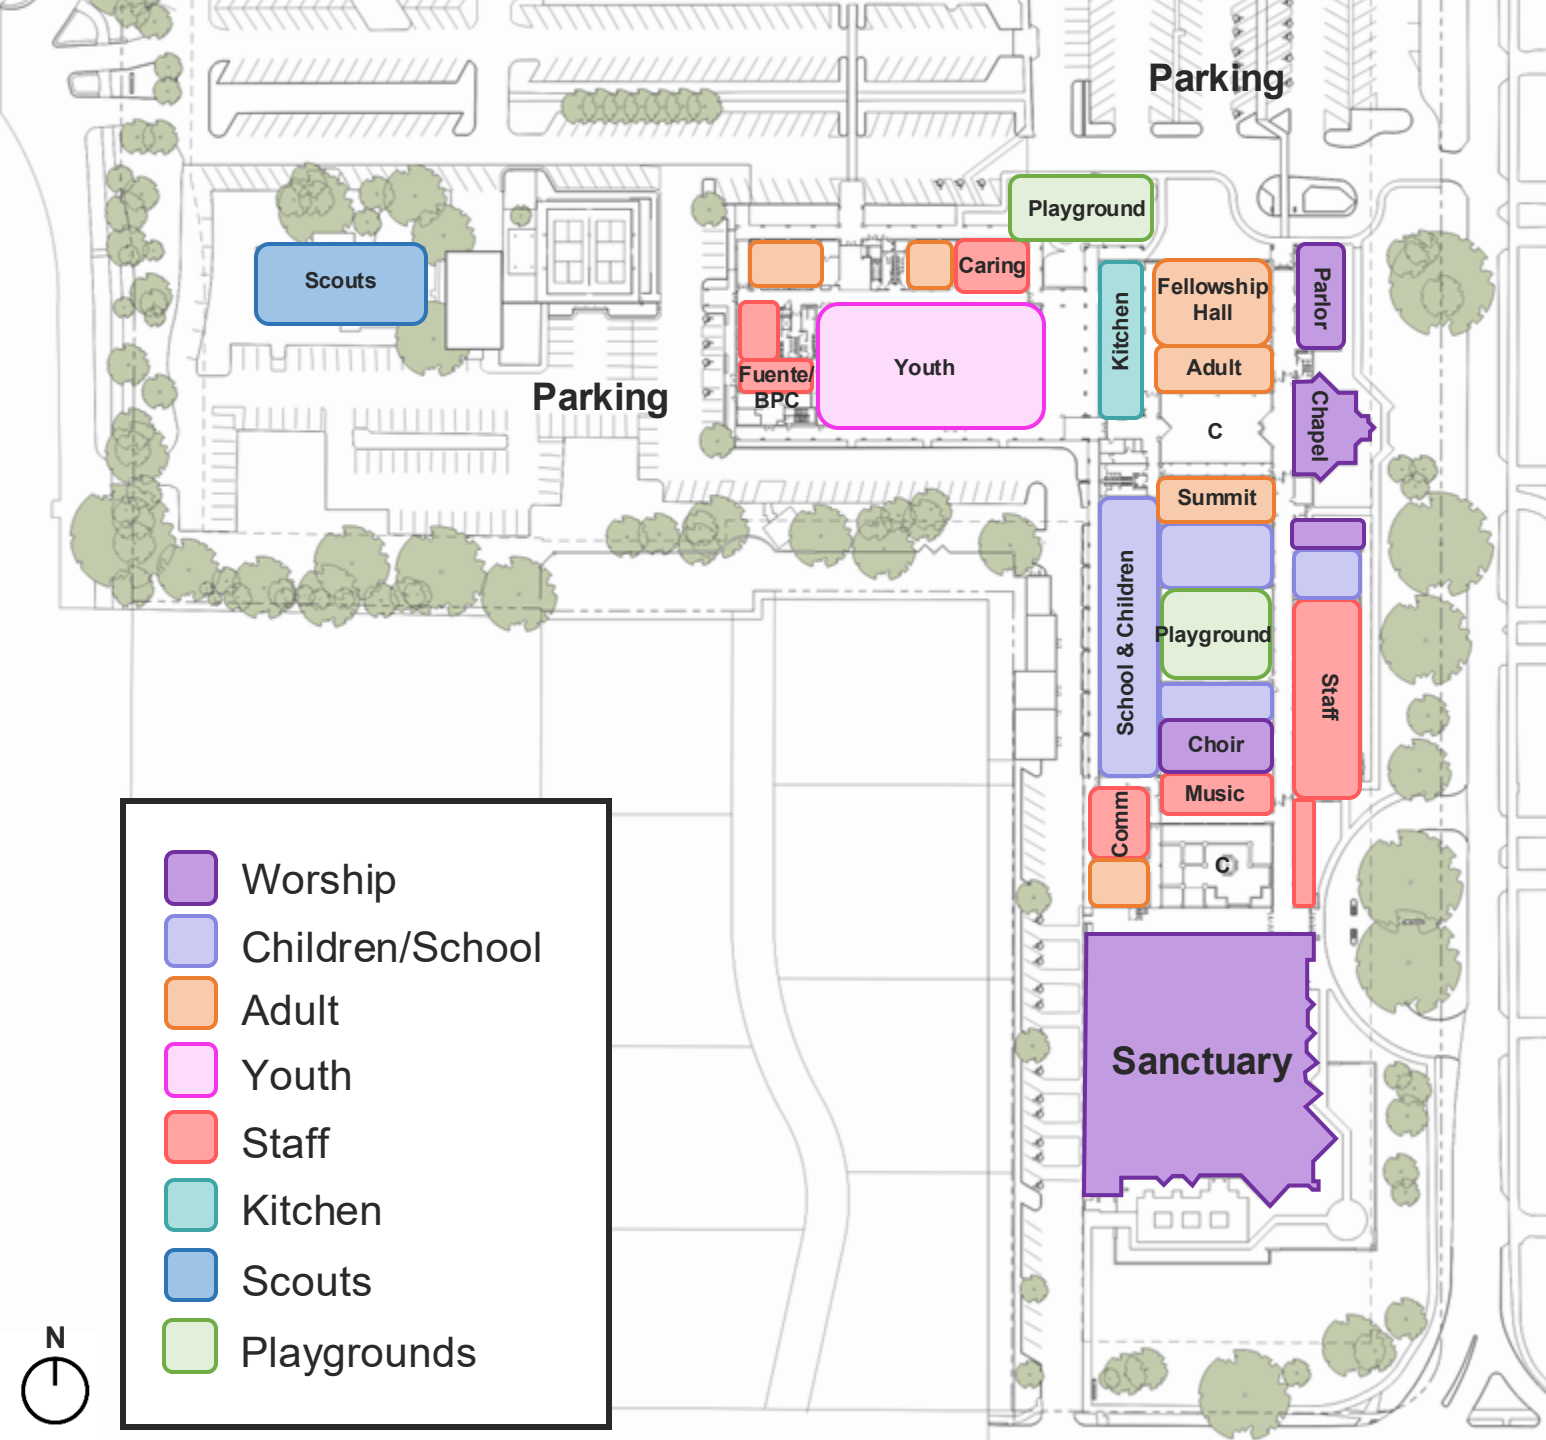 Parking
Playground
Scouts
Caring
Fellowship
Hall
Parlor
Kitchen
Fuente/
BPC
Youth
Adult
Parking
Chapel
C
Summit
School & Children
Playground
Staff
Choir
Music
Comm
C
Sanctuary
Worship
Children/School
Adult
Youth
Staff
Kitchen
Scouts
Playgrounds
N